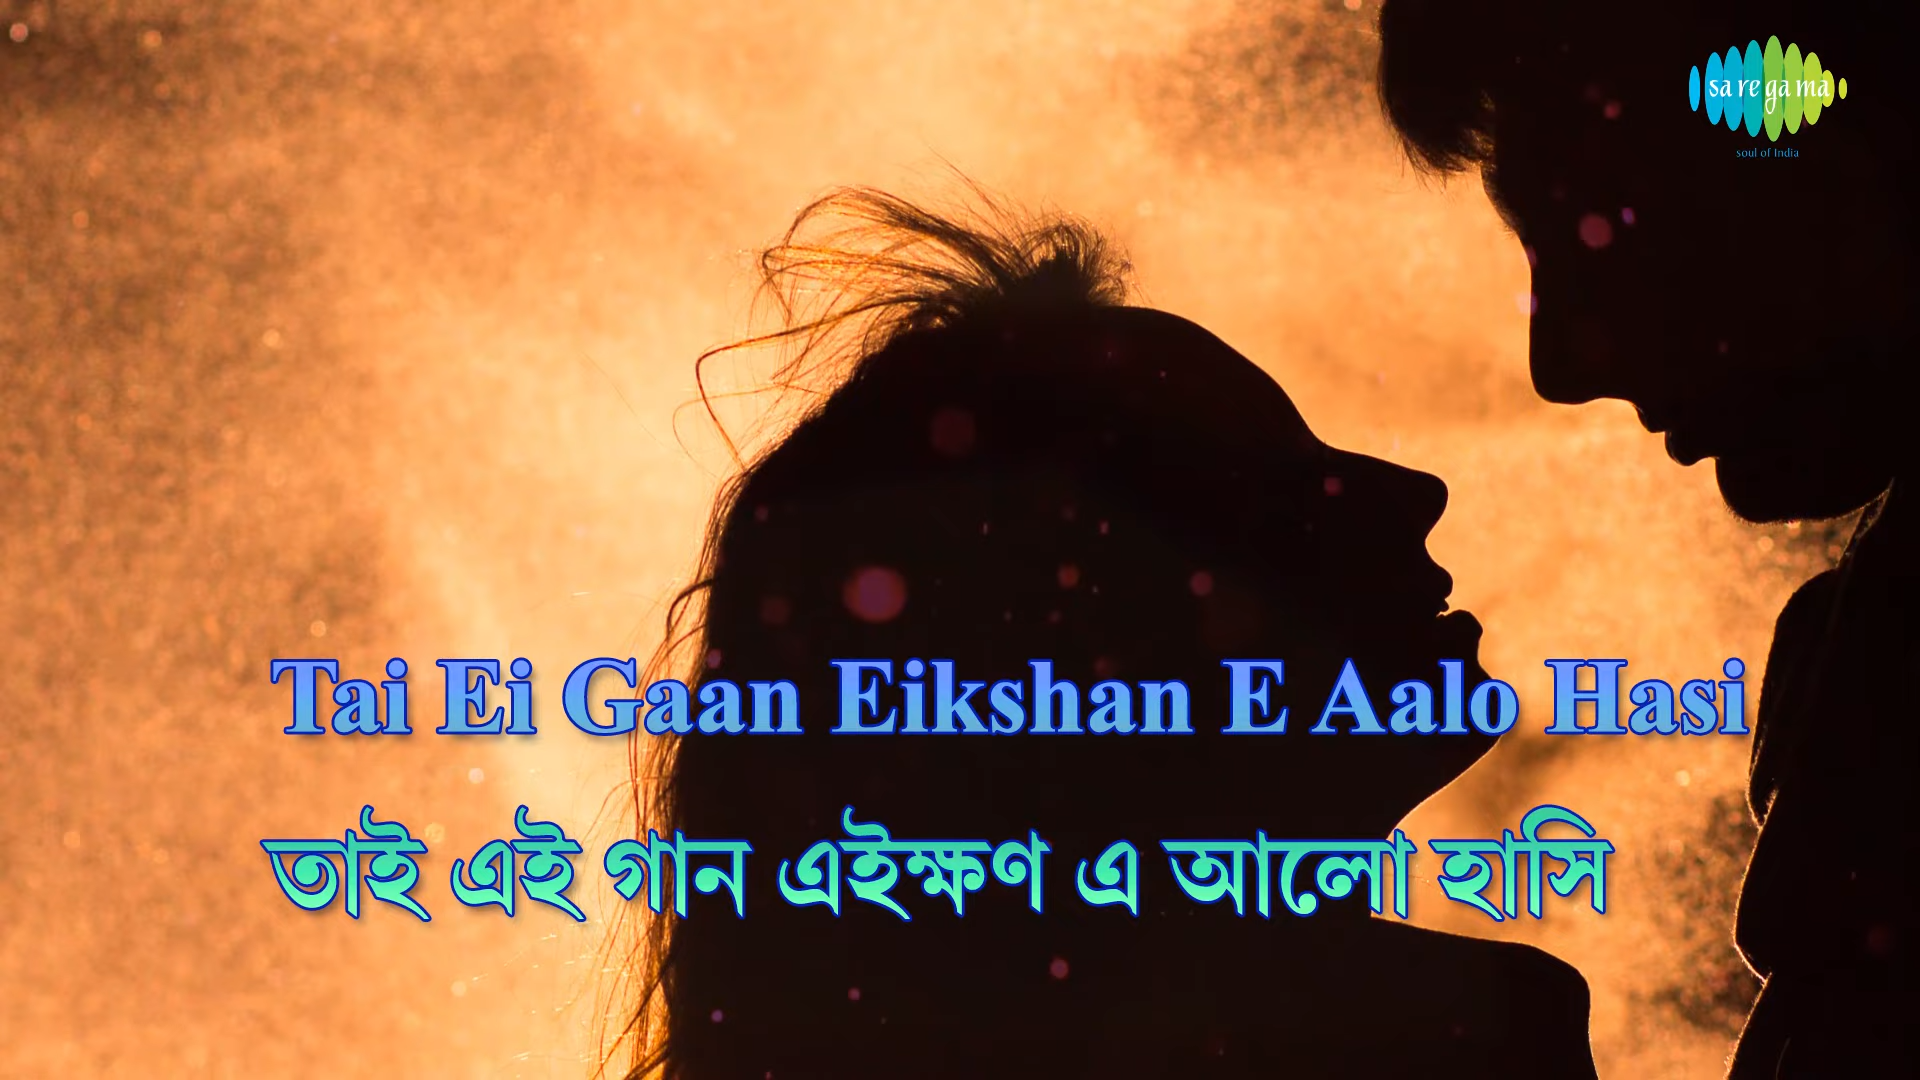 sa re ga ma
soul of India
Tai Ei Gaan Eikshan E Aalo Hasi
তাই এই গান এইক্ষণ এ আলো হাসি